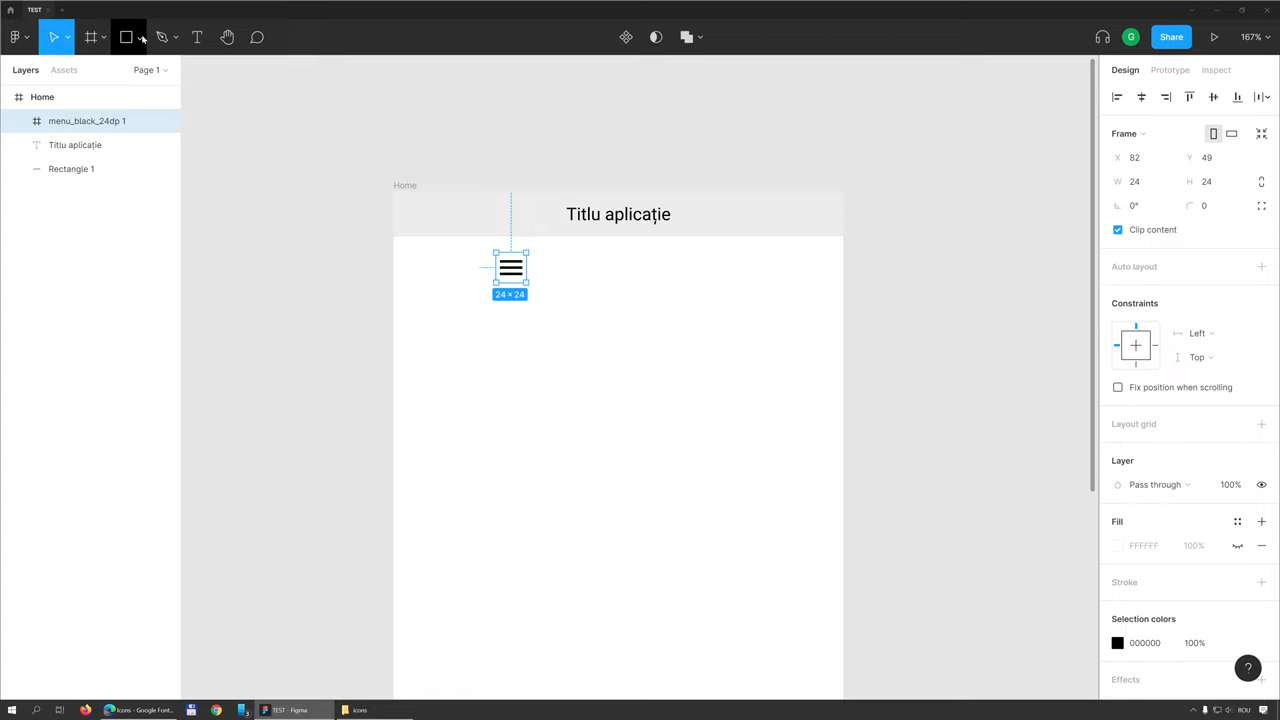 TEST
G
Share
167%
Layers
Assets
Page 1
Home
menu_black_24dp 1
Titlu aplicație
Rectangle 1
Home
Titlu aplicație
24 × 24
Design
Prototype
Inspect
Frame
X 82
Y 49
W 24
H 24
0°
0
Clip content
Auto layout
Constraints
Left
Top
Fix position when scrolling
Layout grid
Layer
Pass through
100%
Fill
FFFFFF
100%
Stroke
Selection colors
000000
100%
Effects
?
Icons - Google Font...
TEST - Figma
icons
ROU